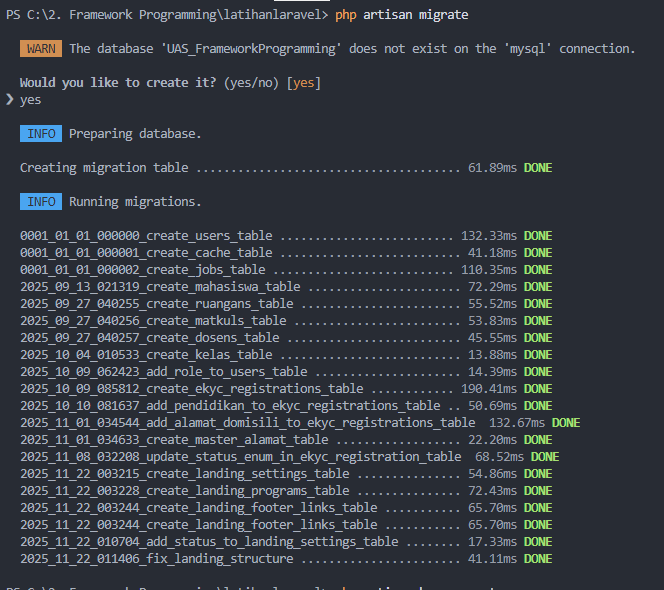 PS C:\2. Framework Programming\latihanlaravel> php artisan migrate
WARN The database 'UAS_FrameworkProgramming' does not exist on the 'mysql' connection.
Would you like to create it? (yes/no) [yes]
❯ yes
INFO Preparing database.
Creating migration table ...................................... 61.89ms DONE
INFO Running migrations.
0001_01_01_000000_create_users_table ......................... 132.33ms DONE
0001_01_01_000001_create_cache_table .......................... 41.18ms DONE
0001_01_01_000002_create_jobs_table .......................... 110.35ms DONE
2025_09_13_021319_create_mahasiswa_table ...................... 72.29ms DONE
2025_09_27_040255_create_ruangans_table ....................... 55.52ms DONE
2025_09_27_040256_create_matkuls_table ........................ 53.83ms DONE
2025_09_27_040257_create_dosens_table ......................... 45.55ms DONE
2025_10_04_010533_create_kelas_table .......................... 13.88ms DONE
2025_10_09_062423_add_role_to_users_table ..................... 14.39ms DONE
2025_10_09_085812_create_ekyc_registrations_table ............ 190.41ms DONE
2025_10_10_081637_add_pendidikan_to_ekyc_registrations_table .. 50.69ms DONE
2025_11_01_034544_add_alamat_domisili_to_ekyc_registrations_table 132.67ms DONE
2025_11_01_034633_create_master_alamat_table .................. 22.20ms DONE
2025_11_08_032208_update_status_enum_in_ekyc_registration_table 68.52ms DONE
2025_11_22_003215_create_landing_settings_table ............... 54.86ms DONE
2025_11_22_003228_create_landing_programs_table ............... 72.43ms DONE
2025_11_22_003244_create_landing_footer_links_table ........... 65.70ms DONE
2025_11_22_003244_create_landing_footer_links_table ........... 65.70ms DONE
2025_11_22_010704_add_status_to_landing_settings_table ........ 17.33ms DONE
2025_11_22_011406_fix_landing_structure ....................... 41.11ms DONE